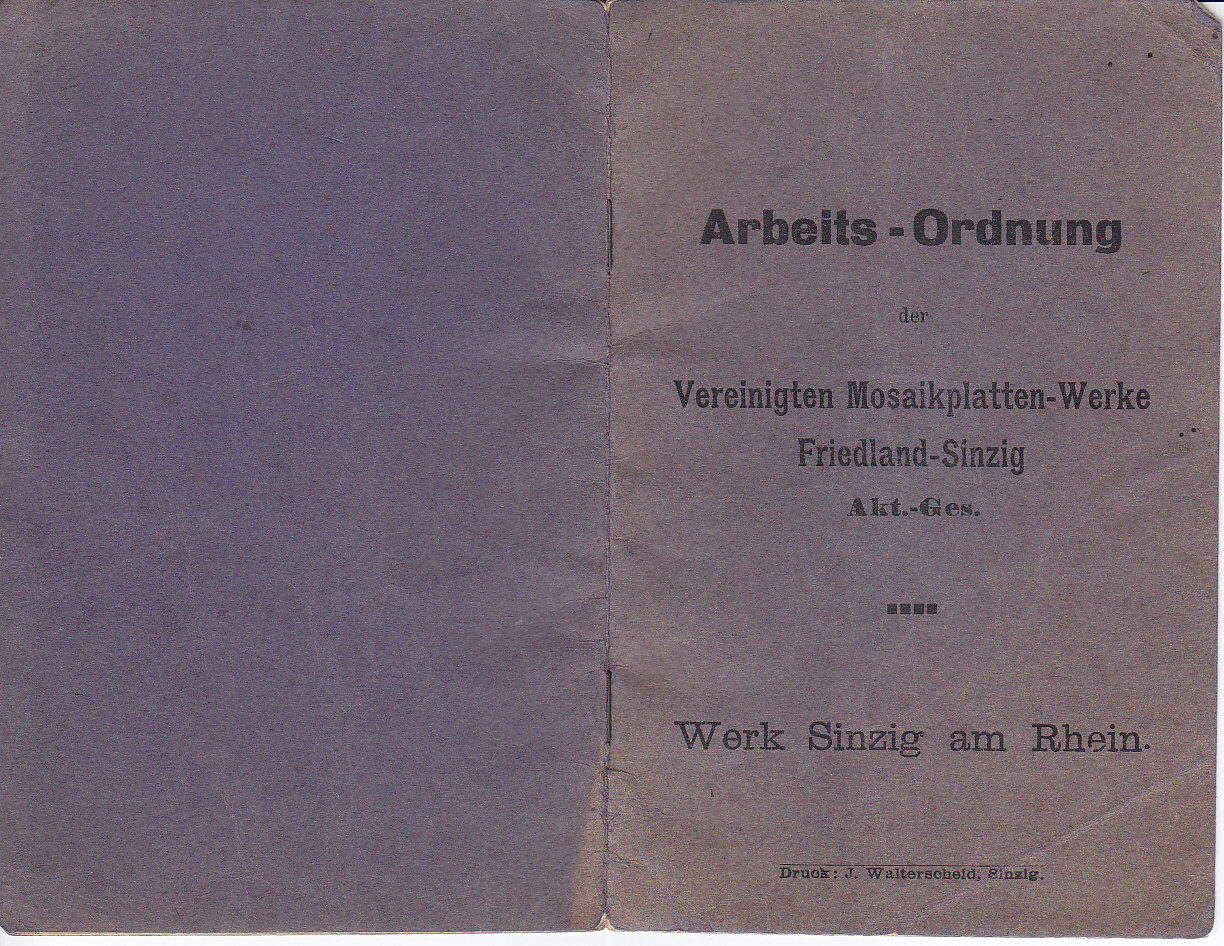 Arbeits-Ordnung
der
Vereinigten Mosaikplatten-Werke
Friedland-Sinzig
Akt.-Ges.
Werk Sinzig am Rhein.
Druck: J. Walterscheid, Sinzig.